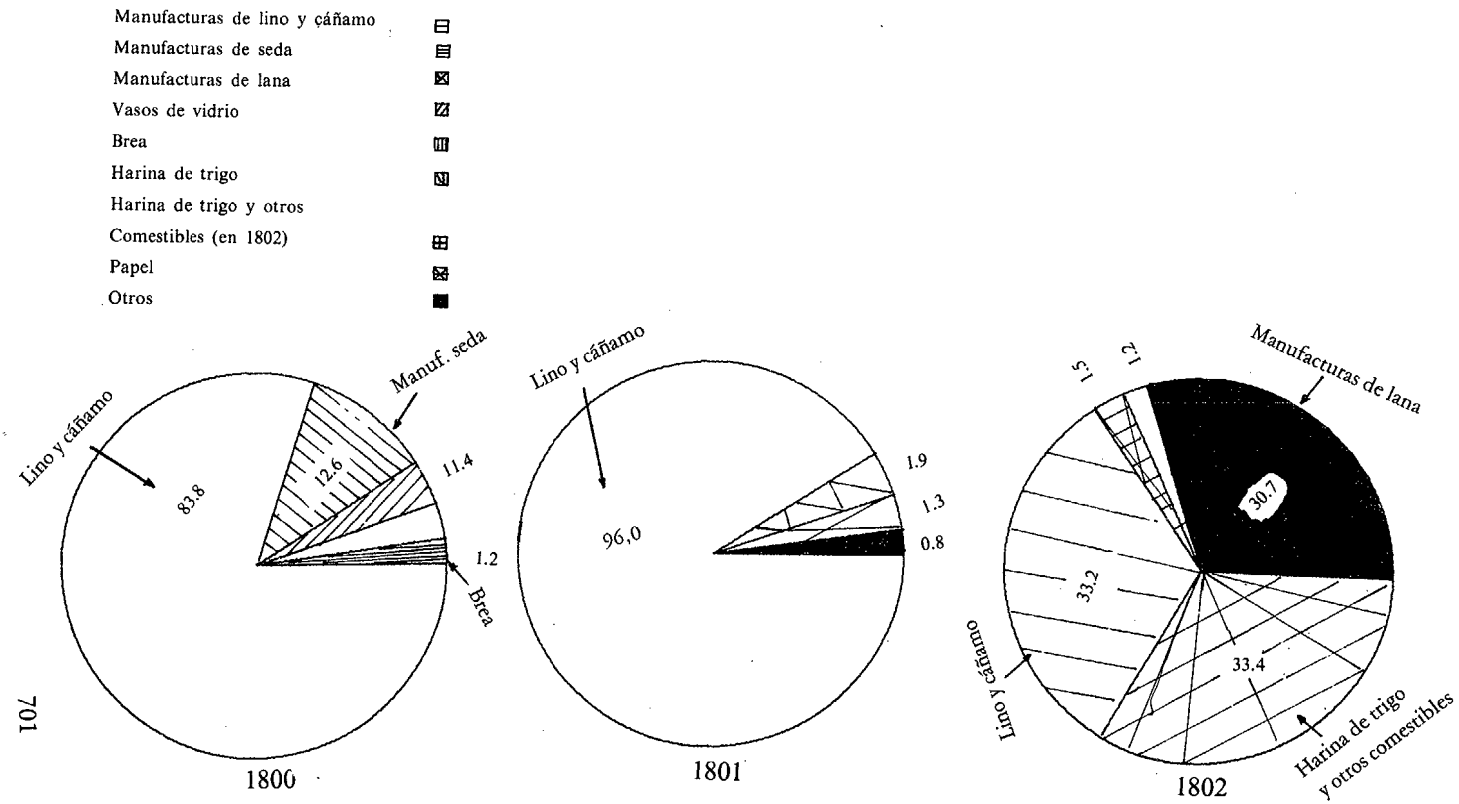 Manufacturas de lino y çáñamo
Manufacturas de seda
Manufacturas de lana
Vasos de vidrio
Brea
Harina de trigo
Harina de trigo y otros
Comestibles (en 1802)
Papel
Otros
Lino y cáñamo
83.8
Manuf. seda
12.6
11.4
1.2
Brea
1800
Lino y cáñamo
96,0
1.9
1.3
0.8
1801
1.5
1.2
Manufacturas de lana
30.7
33.2
Lino y cáñamo
33.4
Harina de trigo
y otros comestibles
1802
701